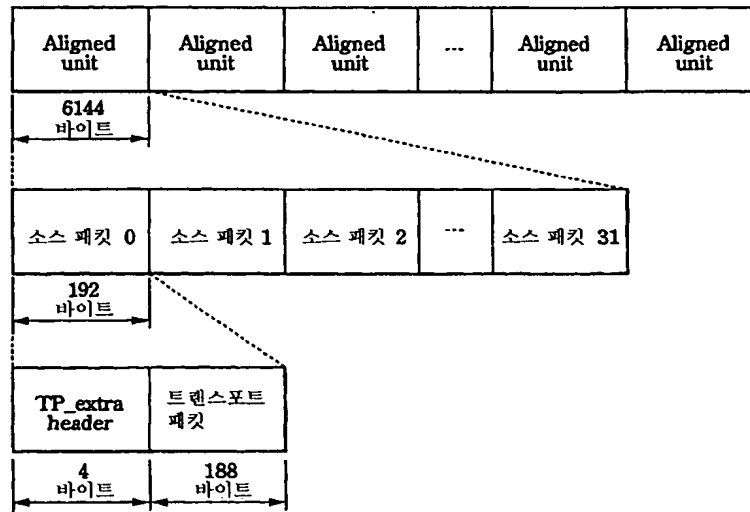 Aligned unit
Aligned unit
Aligned unit
...
Aligned unit
Aligned unit
6144
바이트
소스 패킷 0
소스 패킷 1
소스 패킷 2
...
소스 패킷 31
192
바이트
TP_extra header
트랜스포트 패킷
4
바이트
188
바이트